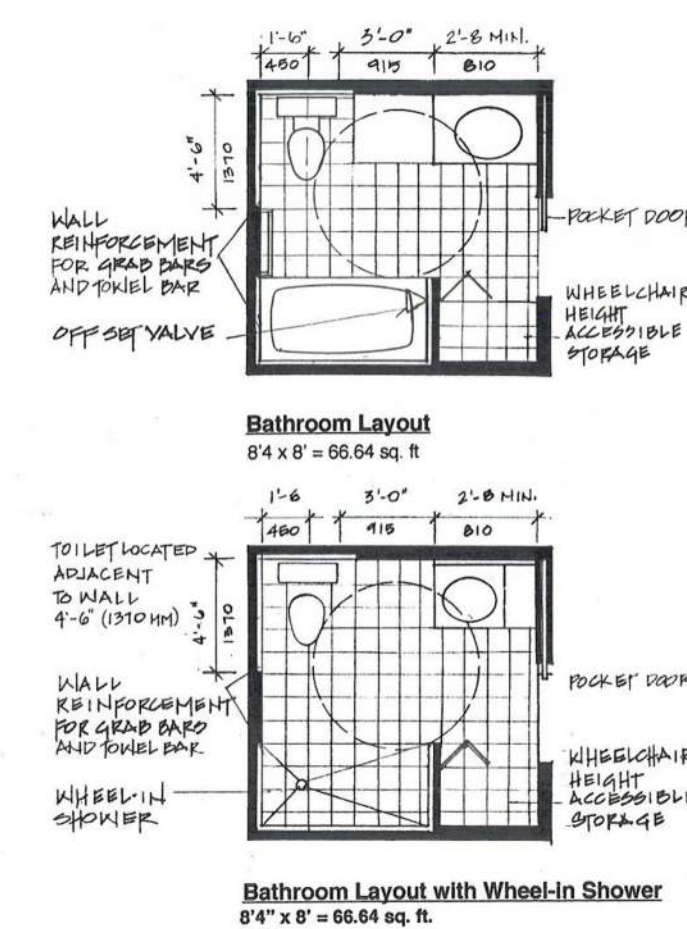 1'-6" 3'-0" 2'-8 MIN.
450 915 810
4'-6"
1370
WALL
REINFORCEMENT
FOR GRAB BARS
AND TOWEL BAR
OFFSET VALVE
POCKET DOOR
WHEELCHAIR
HEIGHT
ACCESSIBLE
STORAGE
Bathroom Layout
8'4 x 8' = 66.64 sq. ft
1'-6 3'-0" 2'-8 MIN.
450 915 810
TOILET LOCATED
ADJACENT
TO WALL
4'-6" (1370 MM)
4'-6"
1370
WALL
REINFORCEMENT
FOR GRAB BARS
AND TOWEL BAR
WHEEL-IN
SHOWER
POCKET DOOR
WHEELCHAIR
HEIGHT
ACCESSIBLE
STORAGE
Bathroom Layout with Wheel-in Shower
8'4" x 8' = 66.64 sq. ft.